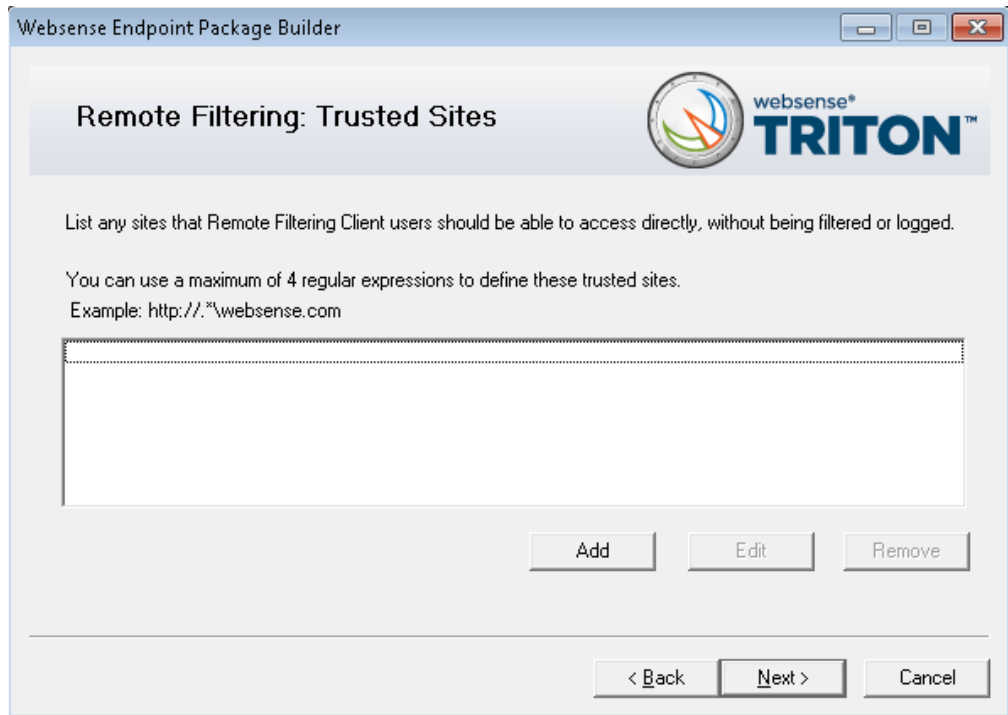 Websense Endpoint Package Builder
Remote Filtering: Trusted Sites
websense®
TRITON™
List any sites that Remote Filtering Client users should be able to access directly, without being filtered or logged.
You can use a maximum of 4 regular expressions to define these trusted sites.
Example: http://.*\websense.com
Add
Edit
Remove
< Back
Next >
Cancel